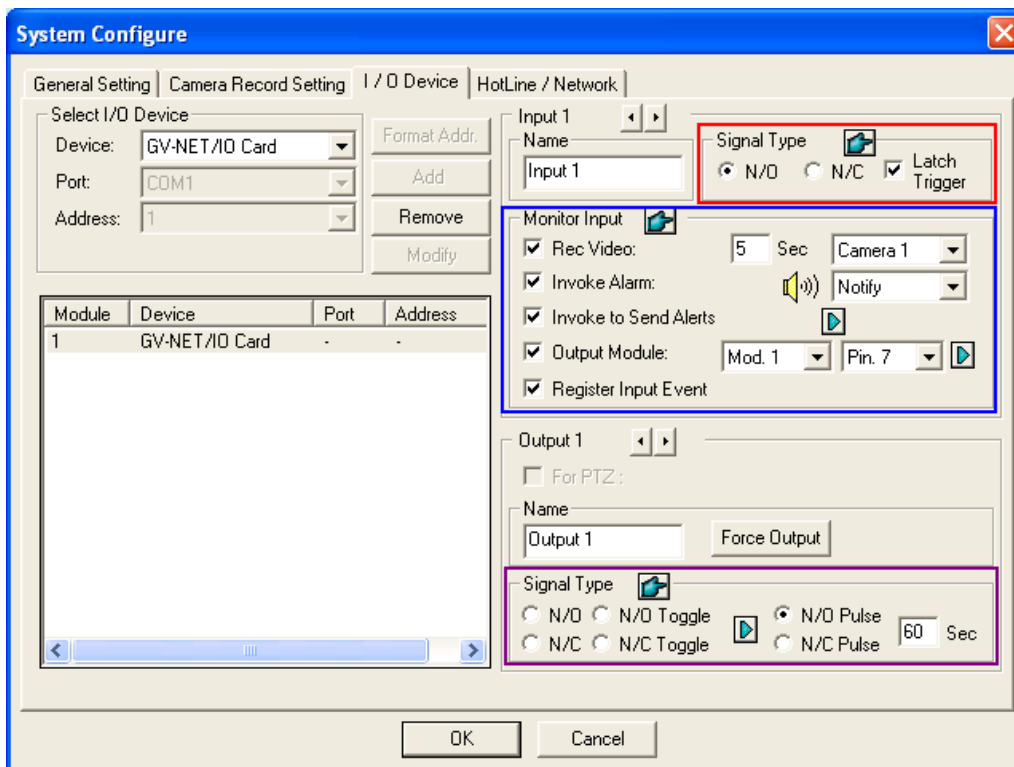 System Configure
General Setting
Camera Record Setting
I / O Device
HotLine / Network
Select I/O Device
Device:
GV-NET/IO Card
Port:
COM1
Address:
1
Format Addr.
Add
Remove
Modify
Module Device Port Address
1 GV-NET/IO Card - -
Input 1
Name
Input 1
Signal Type
N/O N/C Latch Trigger
Monitor Input
Rec Video: 5 Sec Camera 1
Invoke Alarm: Notify
Invoke to Send Alerts
Output Module: Mod. 1 Pin. 7
Register Input Event
Output 1
For PTZ :
Name
Output 1
Force Output
Signal Type
N/O N/O Toggle N/O Pulse
N/C N/C Toggle N/C Pulse
60 Sec
OK
Cancel